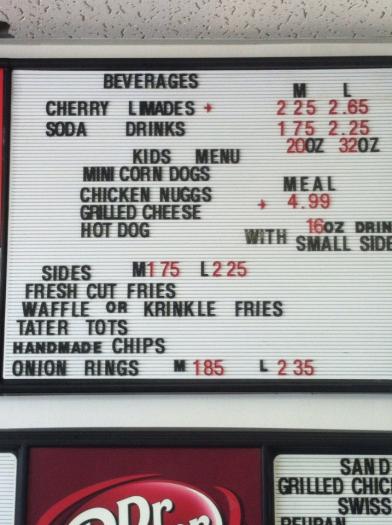 BEVERAGES
M L
CHERRY LIMADES + 2 25 2.65
SODA DRINKS 1 75 2.25
20OZ 32OZ
KIDS MENU
MINI CORN DOGS
CHICKEN NUGGS MEAL
GRILLED CHEESE + 4.99
HOT DOG 16OZ DRIN
WITH SMALL SIDE
SIDES M1 75 L2 25
FRESH CUT FRIES
WAFFLE OR KRINKLE FRIES
TATER TOTS
HANDMADE CHIPS
ONION RINGS M 185 L 2 35
Dr
SAND
GRILLED CHIC
SWISS